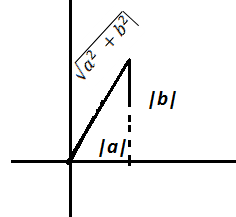 √a² + b²
|b|
|a|